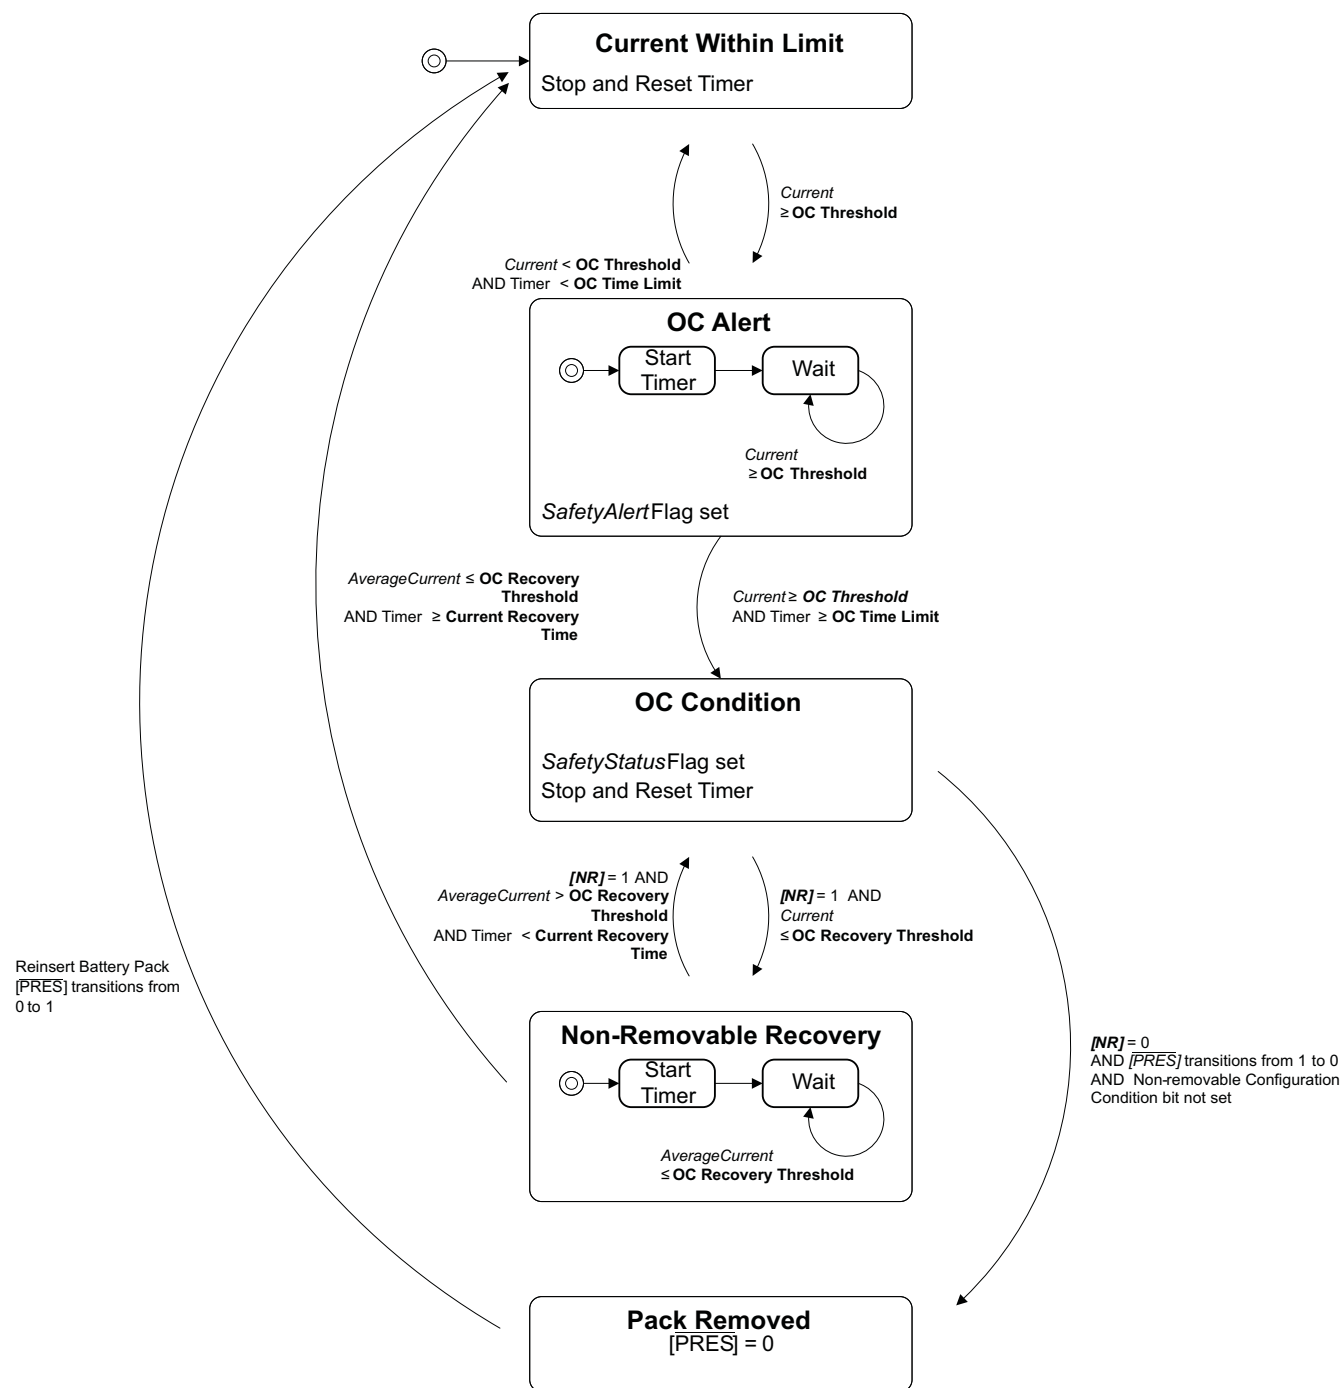 Current Within Limit
Stop and Reset Timer
Current
≥ OC Threshold
Current < OC Threshold
AND Timer < OC Time Limit
OC Alert
Start
Timer
Wait
Current
≥ OC Threshold
SafetyAlert Flag set
AverageCurrent ≤ OC Recovery
Threshold
AND Timer ≥ Current Recovery
Time
Current ≥ OC Threshold
AND Timer ≥ OC Time Limit
OC Condition
SafetyStatus Flag set
Stop and Reset Timer
[NR] = 1 AND
AverageCurrent > OC Recovery
Threshold
AND Timer < Current Recovery
Time
[NR] = 1 AND
Current
≤ OC Recovery Threshold
Reinsert Battery Pack
[P̅R̅E̅S̅] transitions from
0 to 1
Non-Removable Recovery
Start
Timer
Wait
AverageCurrent
≤ OC Recovery Threshold
[NR] = 0
AND [P̅R̅E̅S̅] transitions from 1 to 0
AND Non-removable Configuration
Condition bit not set
Pack Removed
[P̅R̅E̅S̅] = 0